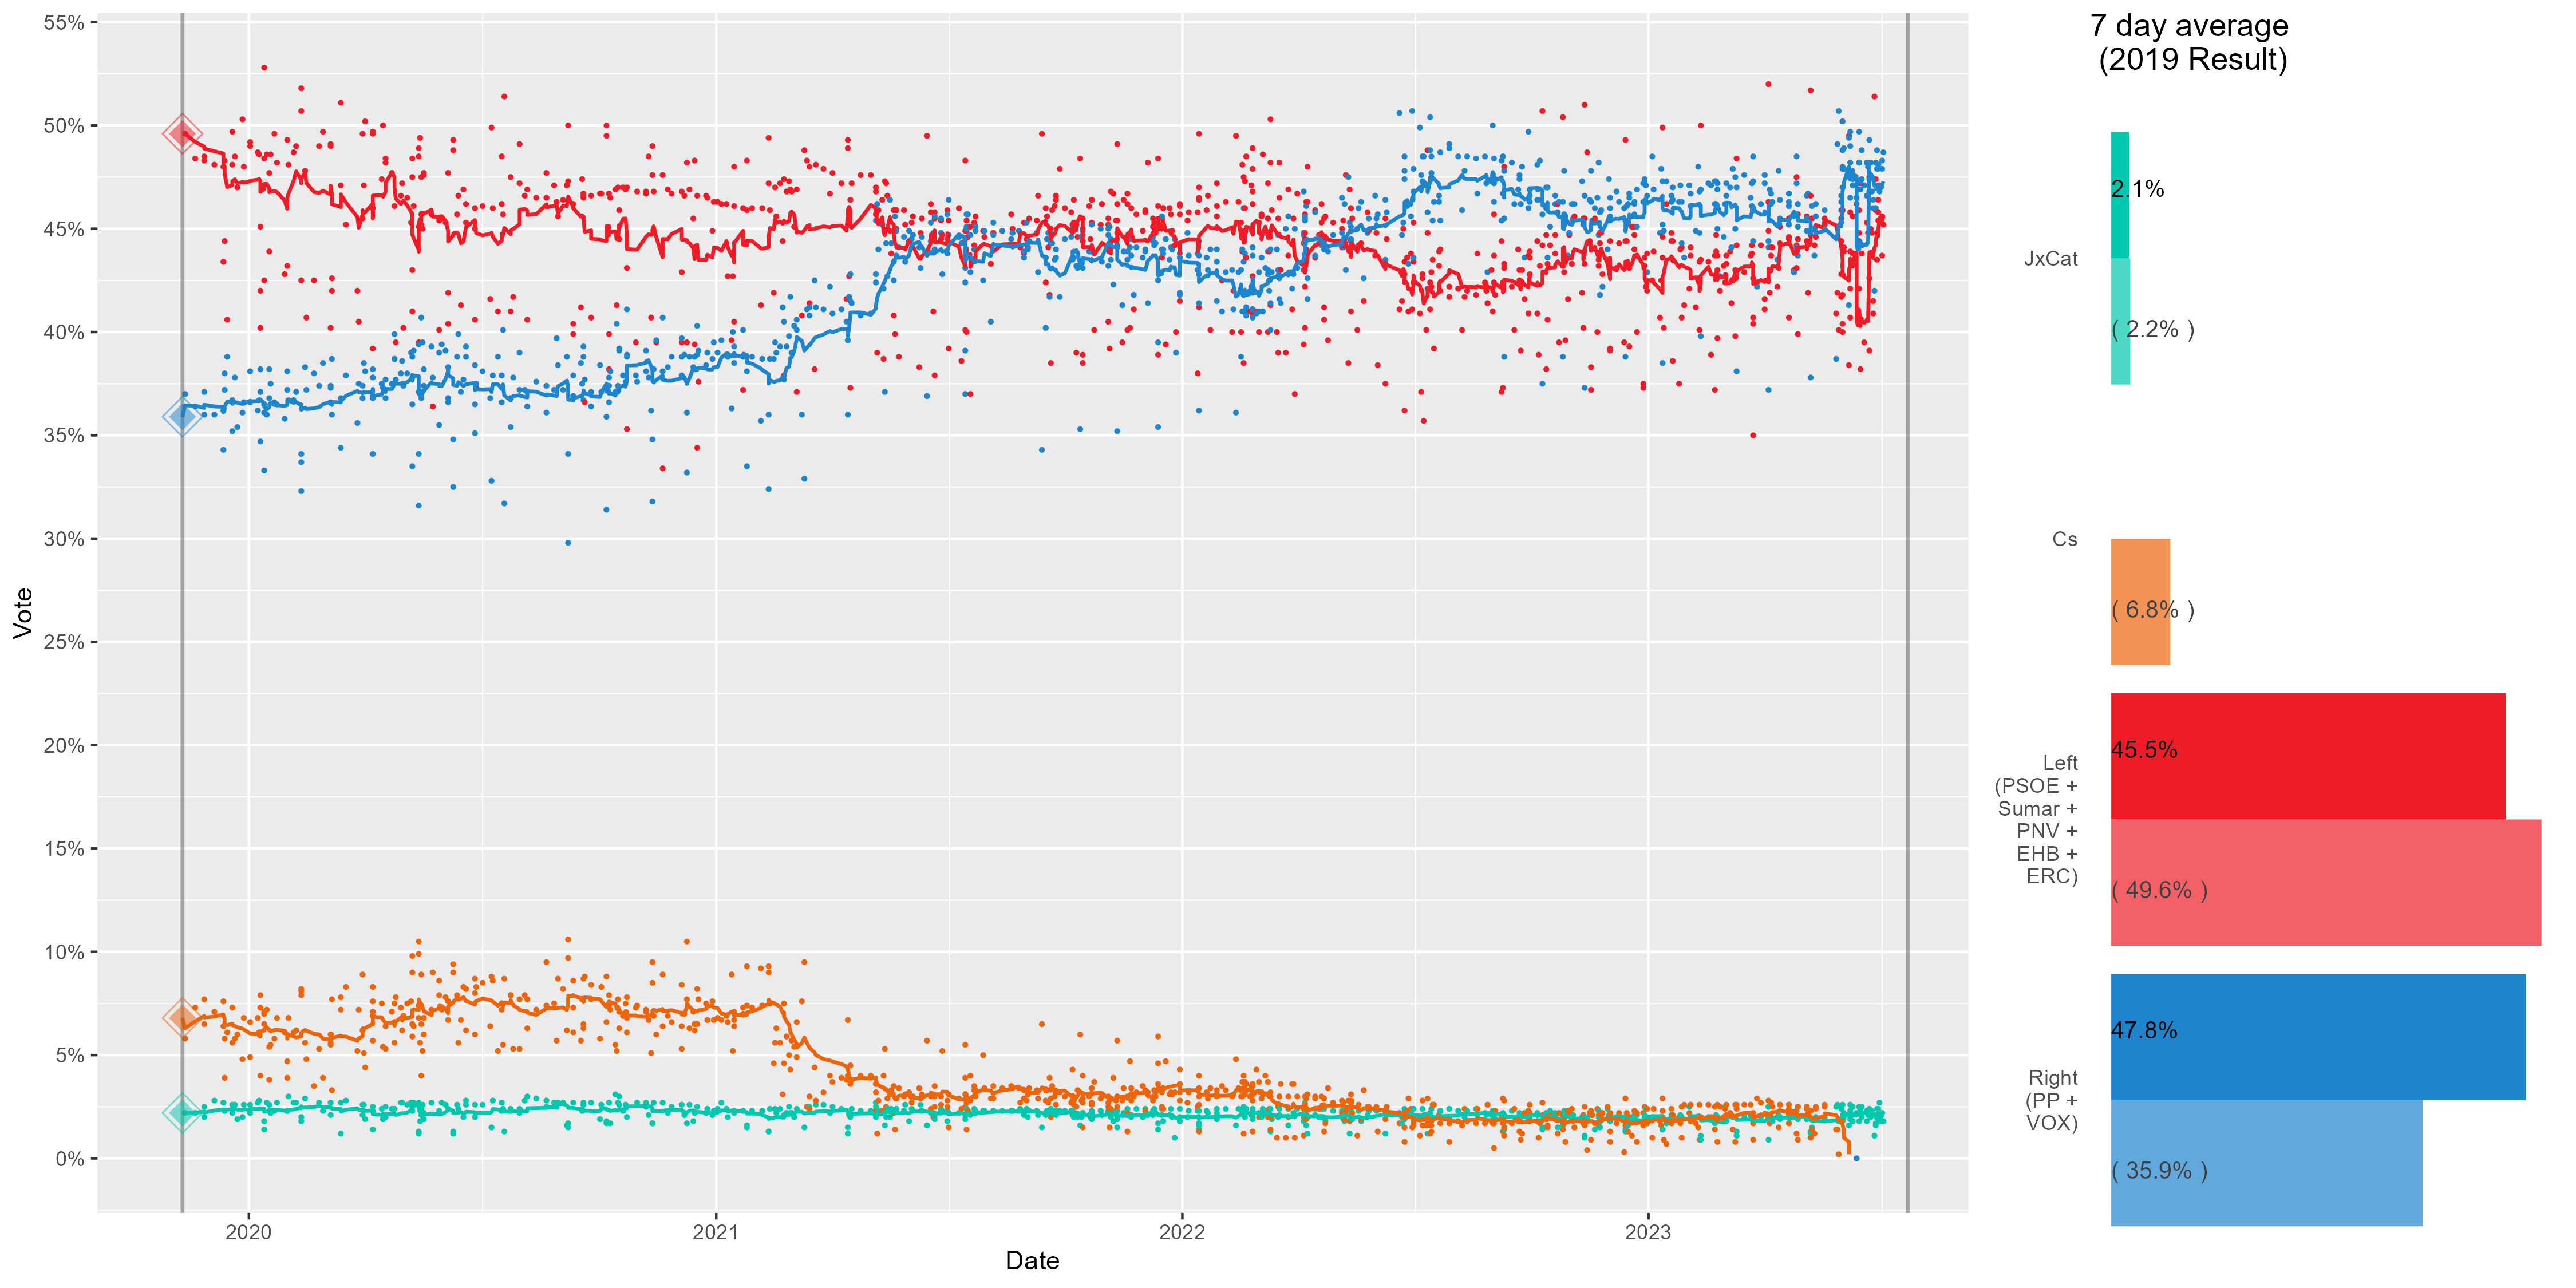 7 day average
(2019 Result)
55%
50%
45%
40%
35%
30%
25%
20%
15%
10%
5%
0%
Vote
2020
2021
2022
2023
Date
JxCat
2.1%
( 2.2% )
Cs
( 6.8% )
Left
(PSOE +
Sumar +
PNV +
EHB +
ERC)
45.5%
( 49.6% )
Right
(PP +
VOX)
47.8%
( 35.9% )